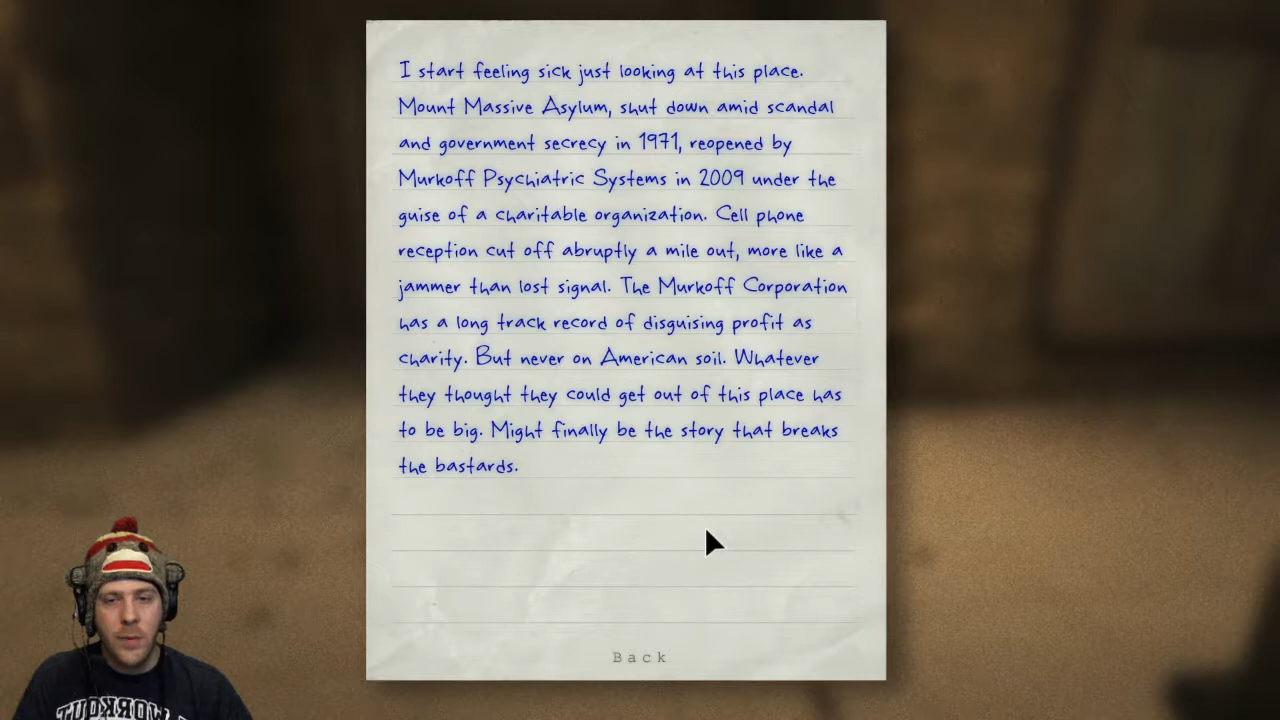 I start feeling sick just looking at this place.
Mount Massive Asylum, shut down amid scandal
and government secrecy in 1971, reopened by
Murkoff Psychiatric Systems in 2009 under the
guise of a charitable organization. Cell phone
reception cut off abruptly a mile out, more like a
jammer than lost signal. The Murkoff Corporation
has a long track record of disguising profit as
charity. But never on American soil. Whatever
they thought they could get out of this place has
to be big. Might finally be the story that breaks
the bastards.
Back
WORKOUT